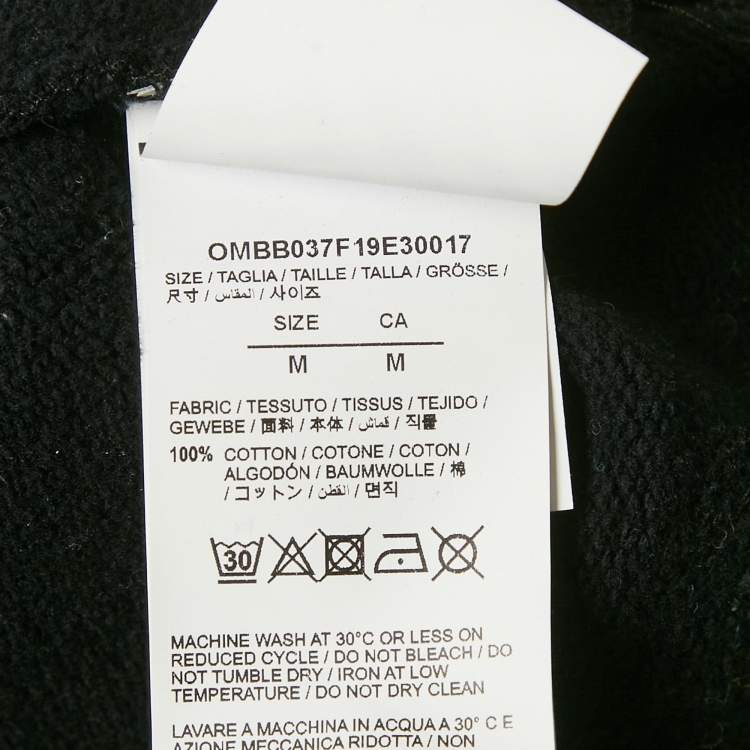 OMBB037F19E30017
SIZE / TAGLIA / TAILLE / TALLA / GRÖSSE /
尺寸 / المقاس / 사이즈
SIZE CA
M M
FABRIC / TESSUTO / TISSUS / TEJIDO /
GEWEBE / 面料 / 本体 / قماش / 직물
100% COTTON / COTONE / COTON /
ALGODÓN / BAUMWOLLE / 棉
/ コットン / القطن / 면직
30
MACHINE WASH AT 30°C OR LESS ON
REDUCED CYCLE / DO NOT BLEACH / DO
NOT TUMBLE DRY / IRON AT LOW
TEMPERATURE / DO NOT DRY CLEAN
LAVARE A MACCHINA IN ACQUA A 30° C E
AZIONE MECCANICA RIDOTTA / NON